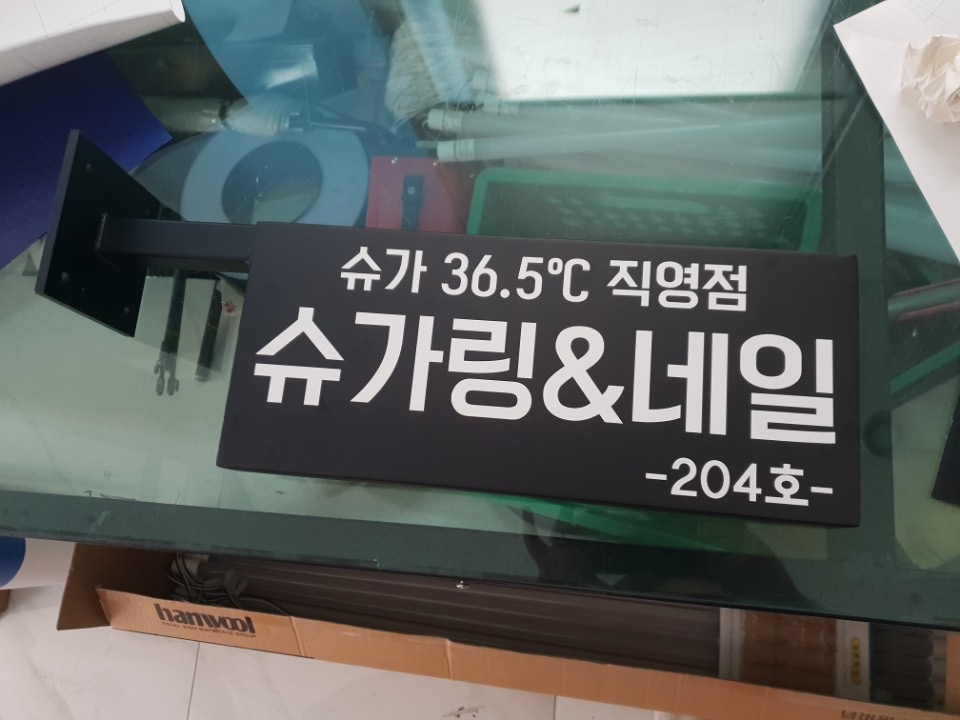 슈가 36.5℃ 직영점
슈가링&네일
-204호-
hanwool